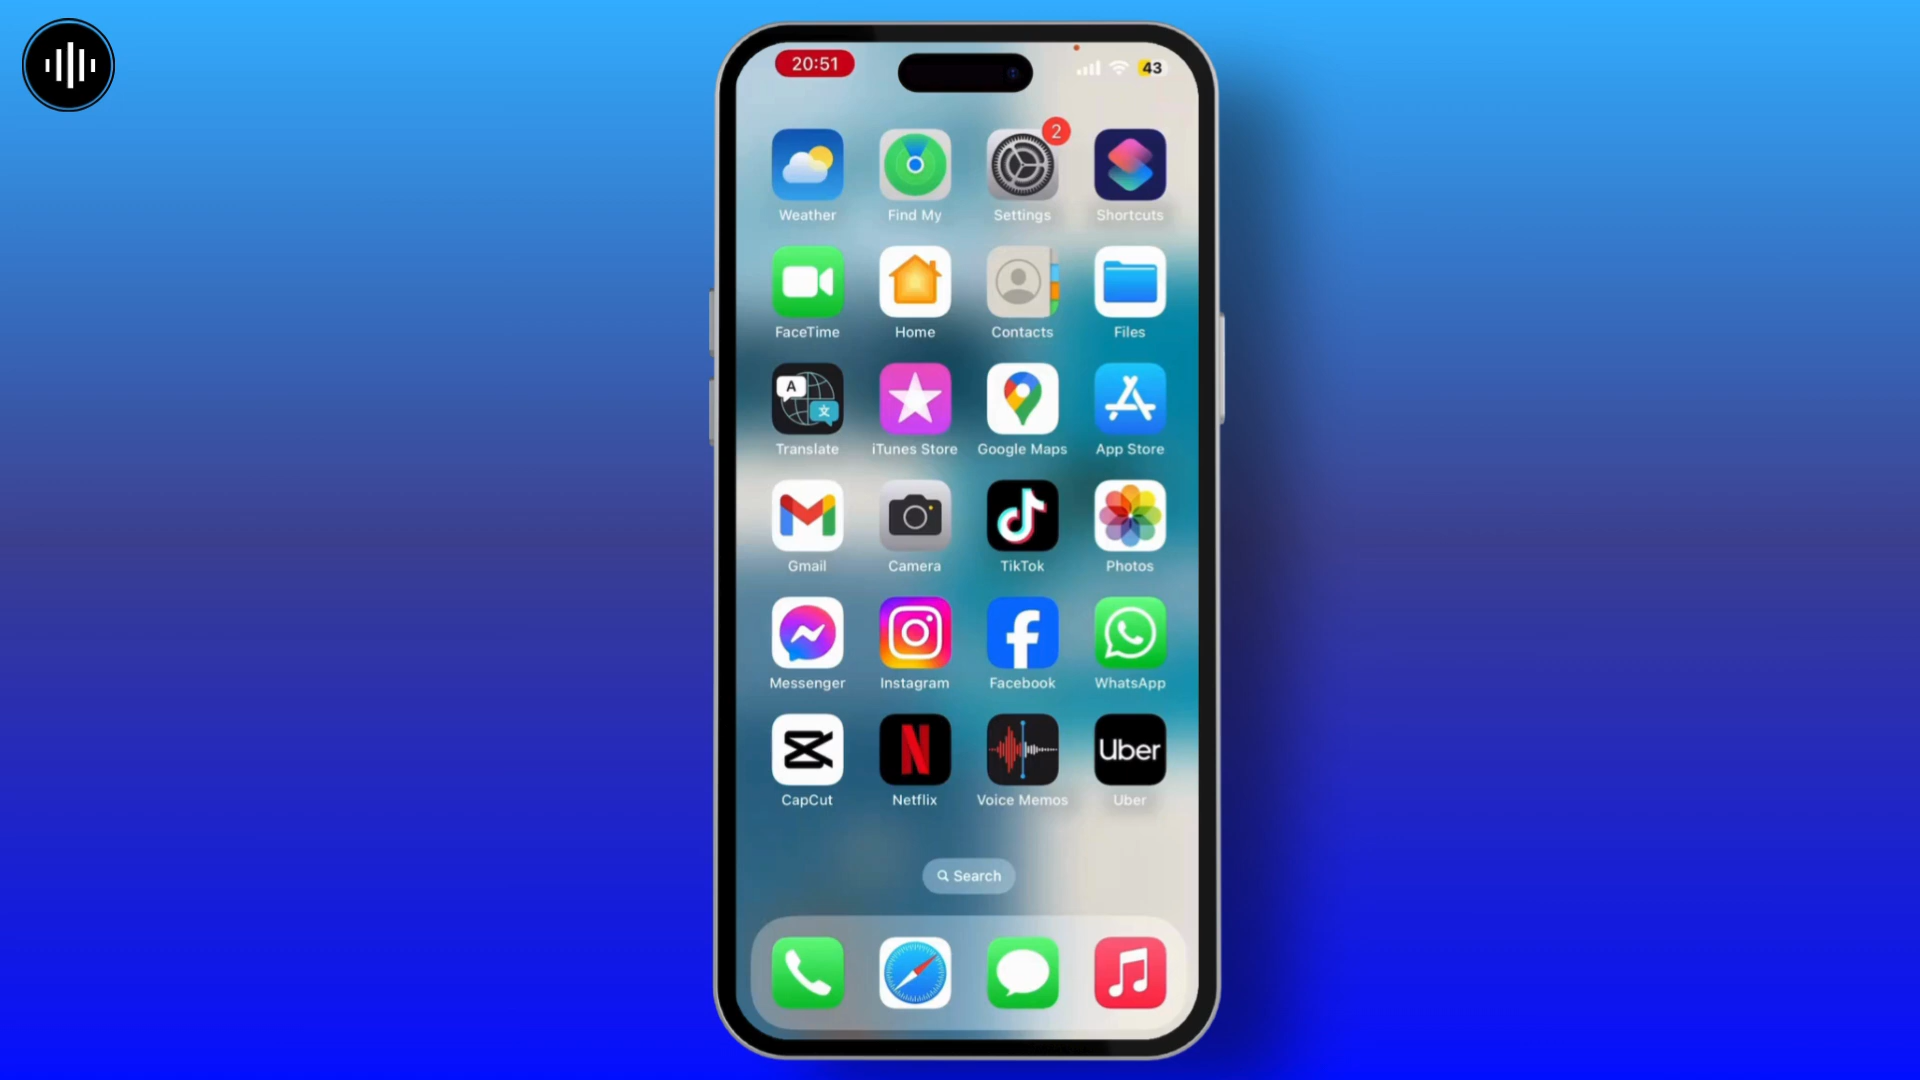 20:51
43
2
Weather
Find My
Settings
Shortcuts
FaceTime
Home
Contacts
Files
A
文
Translate
iTunes Store
Google Maps
App Store
Gmail
Camera
TikTok
Photos
Messenger
Instagram
Facebook
WhatsApp
Uber
CapCut
Netflix
Voice Memos
Uber
Search